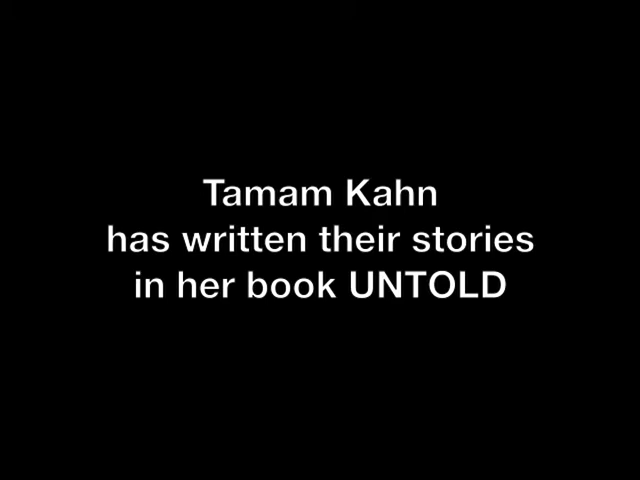 Tamam Kahn
has written their stories
in her book UNTOLD